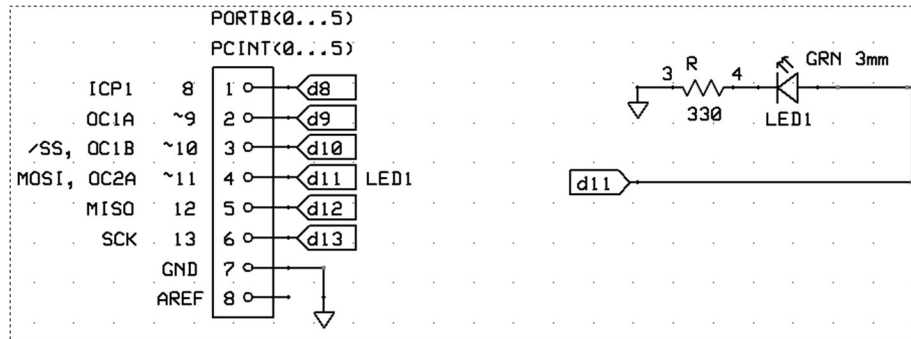 PORTB(0...5)
PCINT(0...5)
ICP1 8 1 d8
OC1A ~9 2 d9
/SS, OC1B ~10 3 d10
MOSI, OC2A ~11 4 d11 LED1
MISO 12 5 d12
SCK 13 6 d13
GND 7
AREF 8
R GRN 3mm
3 4
330 LED1
d11